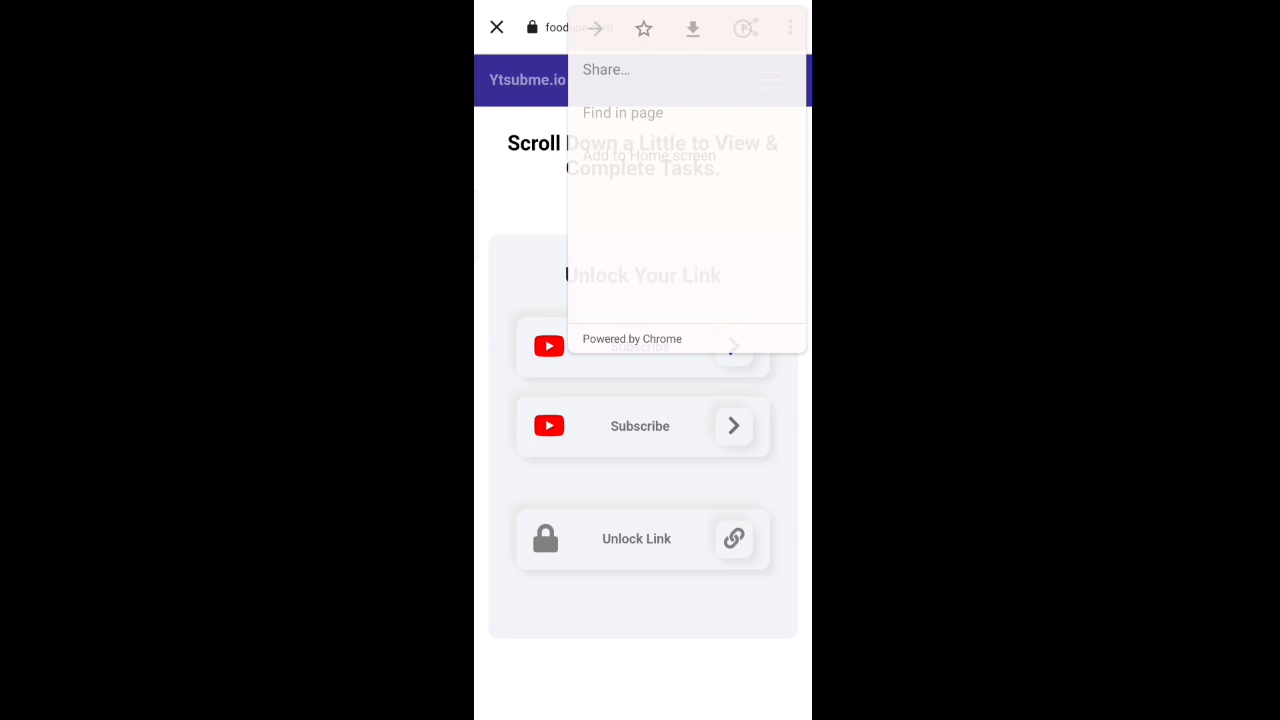 food
Share…
Ytsubme.io
Find in page
Scroll Down a Little to View &
Add to Home screen
Complete Tasks.
Unlock Your Link
Powered by Chrome
Subscribe
Subscribe
Unlock Link